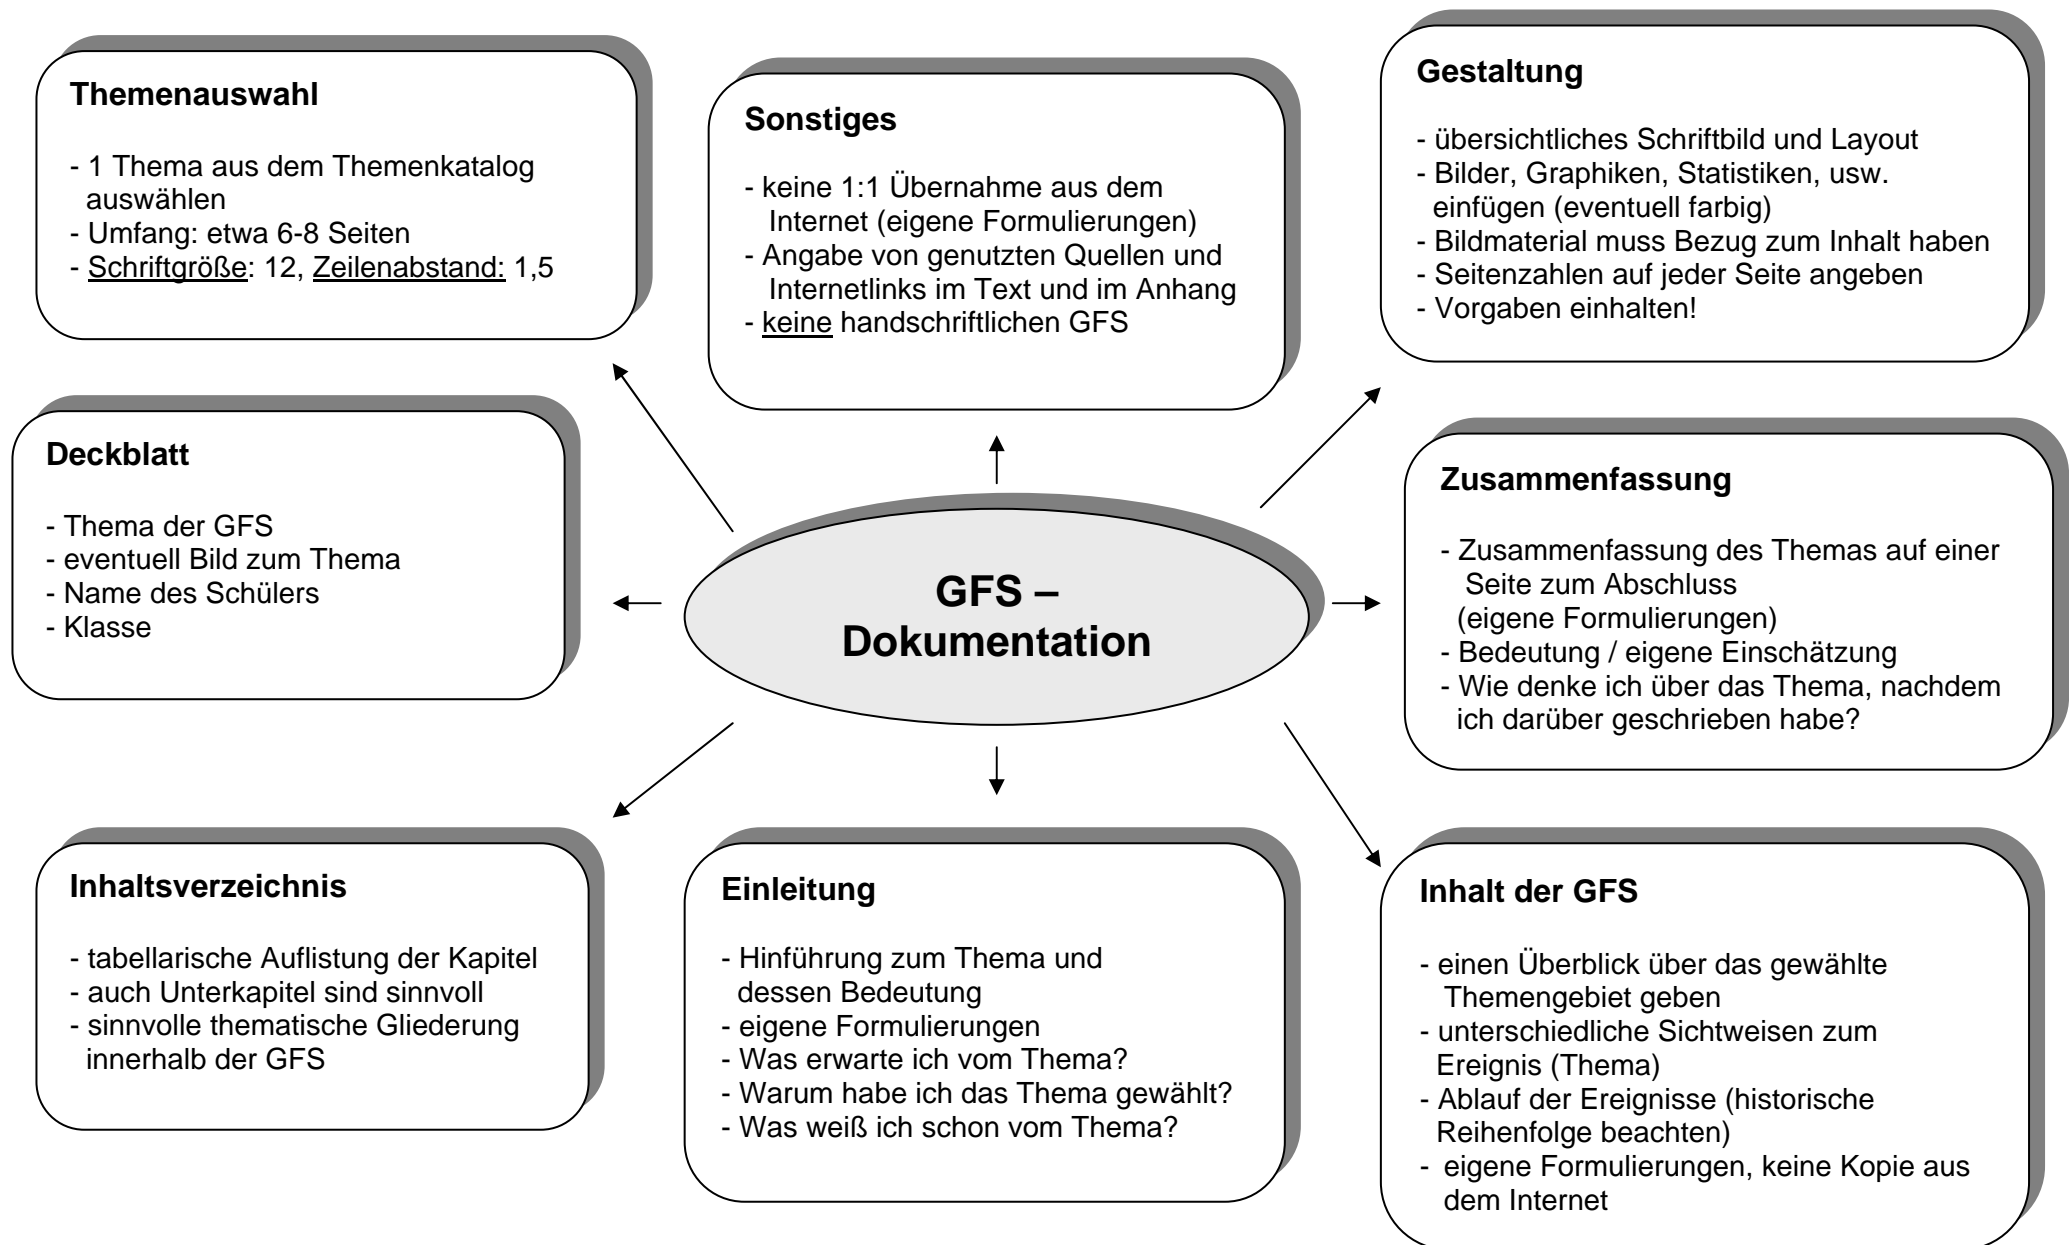 Themenauswahl
- 1 Thema aus dem Themenkatalog
auswählen
- Umfang: etwa 6-8 Seiten
- Schriftgröße: 12, Zeilenabstand: 1,5
Sonstiges
- keine 1:1 Übernahme aus dem
Internet (eigene Formulierungen)
- Angabe von genutzten Quellen und
Internetlinks im Text und im Anhang
- keine handschriftlichen GFS
Gestaltung
- übersichtliches Schriftbild und Layout
- Bilder, Graphiken, Statistiken, usw.
einfügen (eventuell farbig)
- Bildmaterial muss Bezug zum Inhalt haben
- Seitenzahlen auf jeder Seite angeben
- Vorgaben einhalten!
Deckblatt
- Thema der GFS
- eventuell Bild zum Thema
- Name des Schülers
- Klasse
GFS –
Dokumentation
Zusammenfassung
- Zusammenfassung des Themas auf einer
Seite zum Abschluss
(eigene Formulierungen)
- Bedeutung / eigene Einschätzung
- Wie denke ich über das Thema, nachdem
ich darüber geschrieben habe?
Inhaltsverzeichnis
- tabellarische Auflistung der Kapitel
- auch Unterkapitel sind sinnvoll
- sinnvolle thematische Gliederung
innerhalb der GFS
Einleitung
- Hinführung zum Thema und
dessen Bedeutung
- eigene Formulierungen
- Was erwarte ich vom Thema?
- Warum habe ich das Thema gewählt?
- Was weiß ich schon vom Thema?
Inhalt der GFS
- einen Überblick über das gewählte
Themengebiet geben
- unterschiedliche Sichtweisen zum
Ereignis (Thema)
- Ablauf der Ereignisse (historische
Reihenfolge beachten)
- eigene Formulierungen, keine Kopie aus
dem Internet